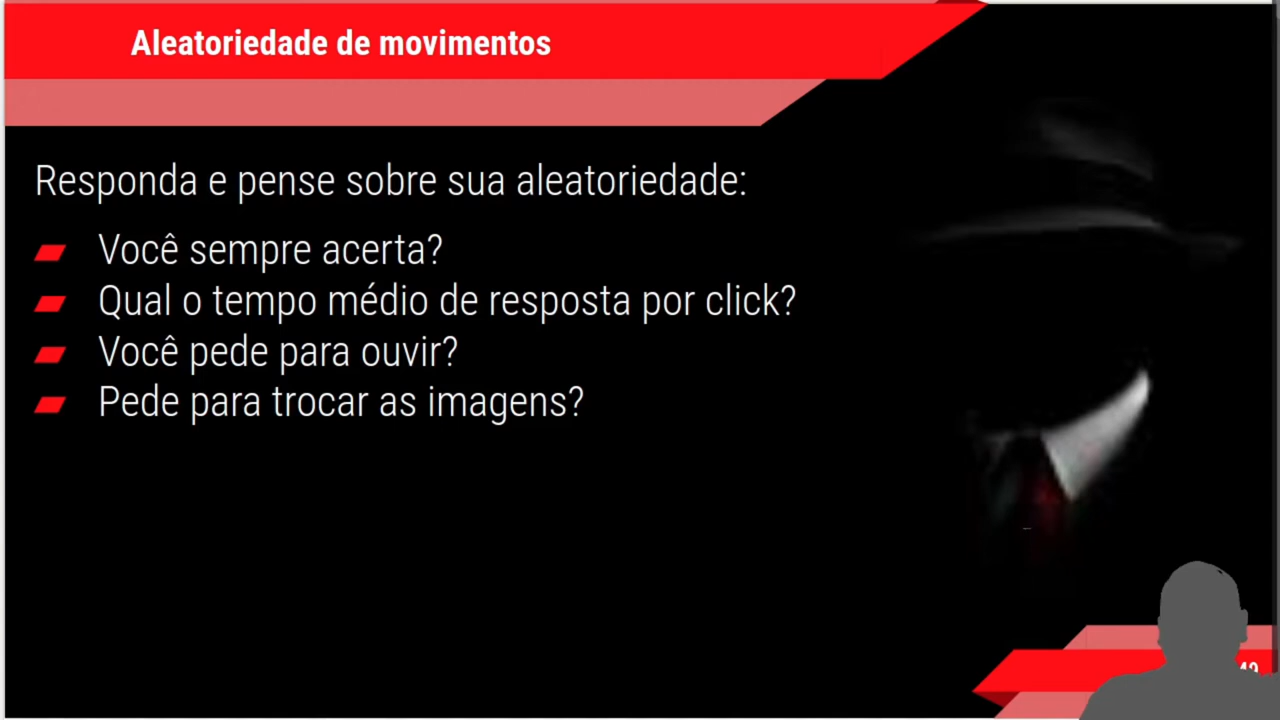 Aleatoriedade de movimentos
Responda e pense sobre sua aleatoriedade:
Você sempre acerta?
Qual o tempo médio de resposta por click?
Você pede para ouvir?
Pede para trocar as imagens?